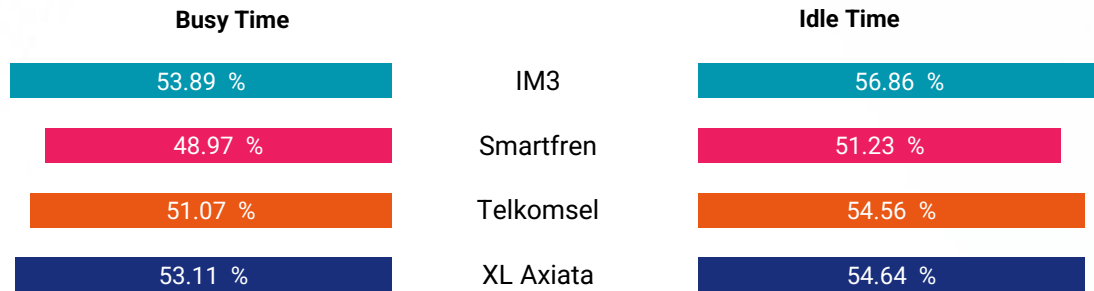 Busy Time Idle Time
53.89 % IM3 56.86 %
48.97 % Smartfren 51.23 %
51.07 % Telkomsel 54.56 %
53.11 % XL Axiata 54.64 %